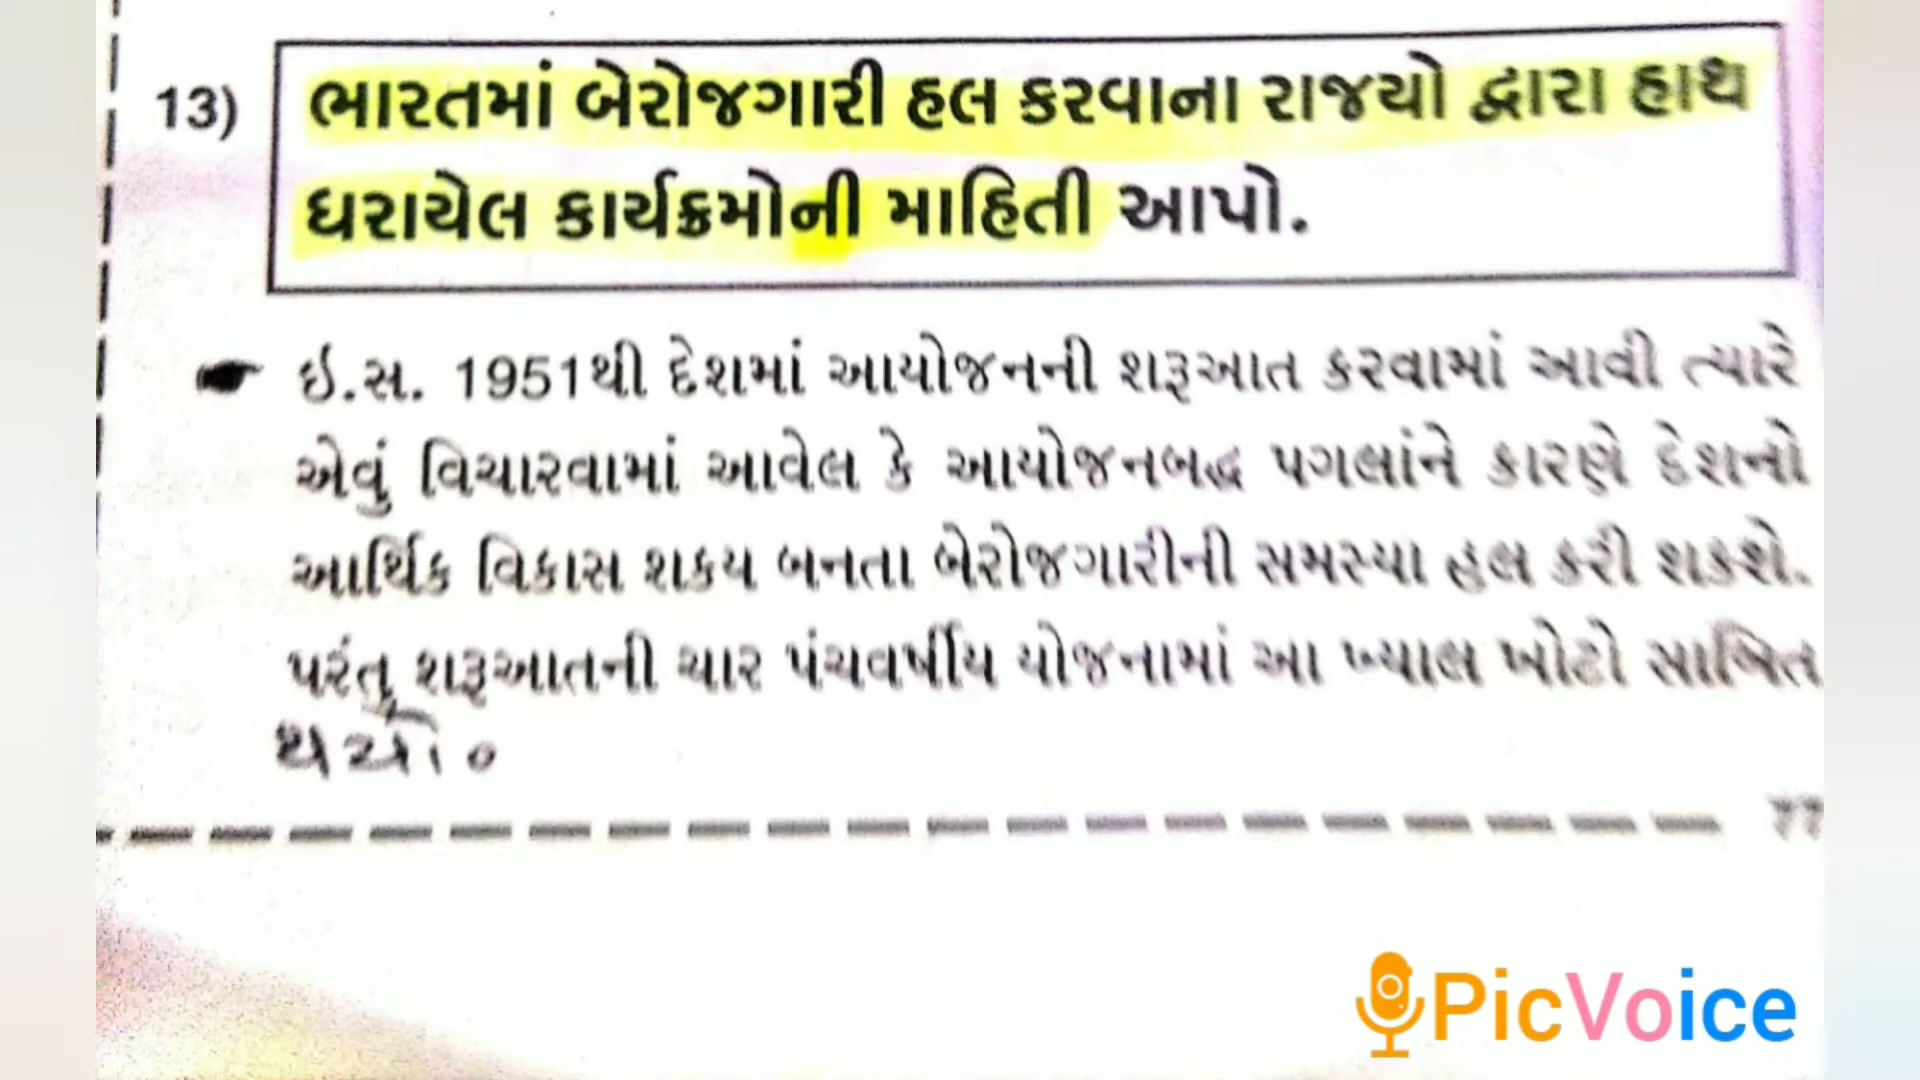 13) ભારતમાં બેરોજગારી હલ કરવાના રાજયો દ્વારા હાથ
ધરાયેલ કાર્યક્રમોની માહિતી આપો.
ઇ.સ. 1951થી દેશમાં આયોજનની શરૂઆત કરવામાં આવી ત્યારે
એવું વિચારવામાં આવેલ કે આયોજનબદ્ધ પગલાંને કારણે દેશનો
આર્થિક વિકાસ શકય બનતા બેરોજગારીની સમસ્યા હલ કરી શકશે.
પરંતુ શરૂઆતની ચાર પંચવર્ષીય યોજનામાં આ ખ્યાલ ખોટો સાબિત
થયો.
77
PicVoice